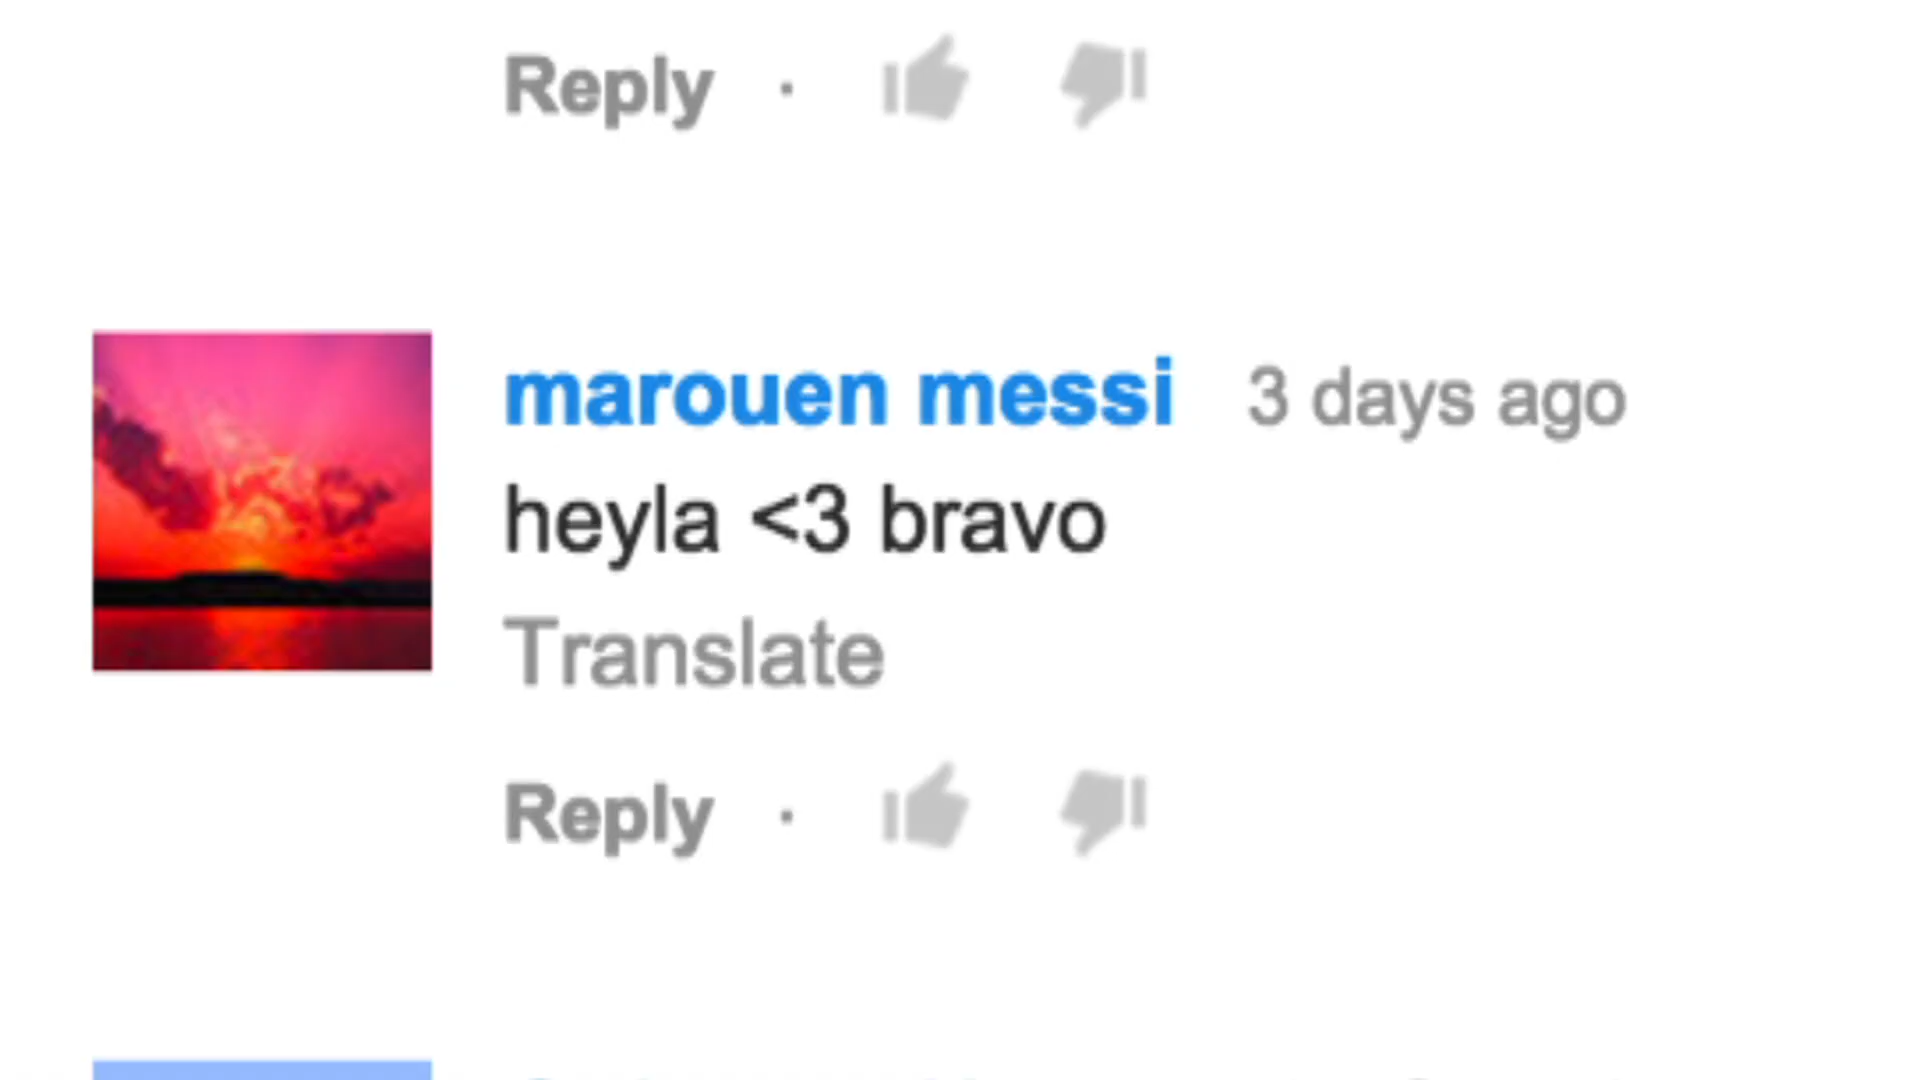 Reply ·
marouen messi 3 days ago
heyla <3 bravo
Translate
Reply ·